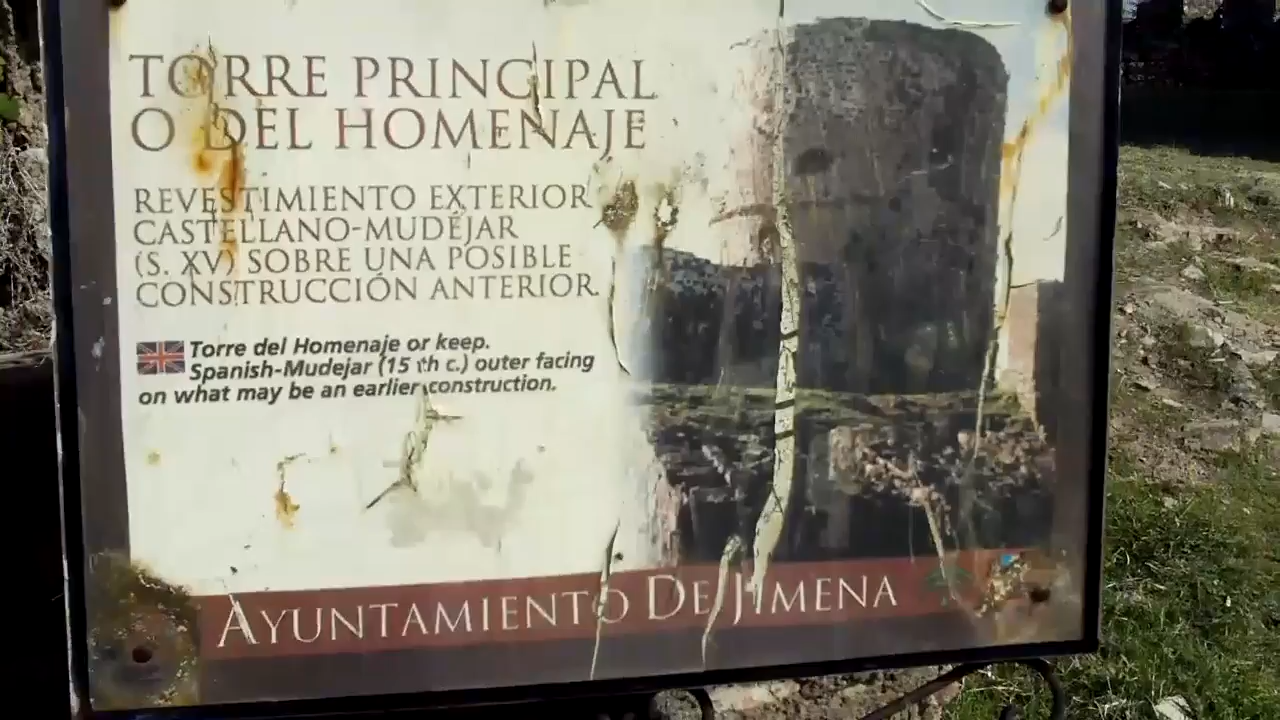 TORRE PRINCIPAL
O DEL HOMENAJE
REVESTIMIENTO EXTERIOR
CASTELLANO-MUDÉJAR
(S. XV) SOBRE UNA POSIBLE
CONSTRUCCIÓN ANTERIOR.
Torre del Homenaje or keep.
Spanish-Mudejar (15 th c.) outer facing
on what may be an earlier construction.
AYUNTAMIENTO DE JIMENA